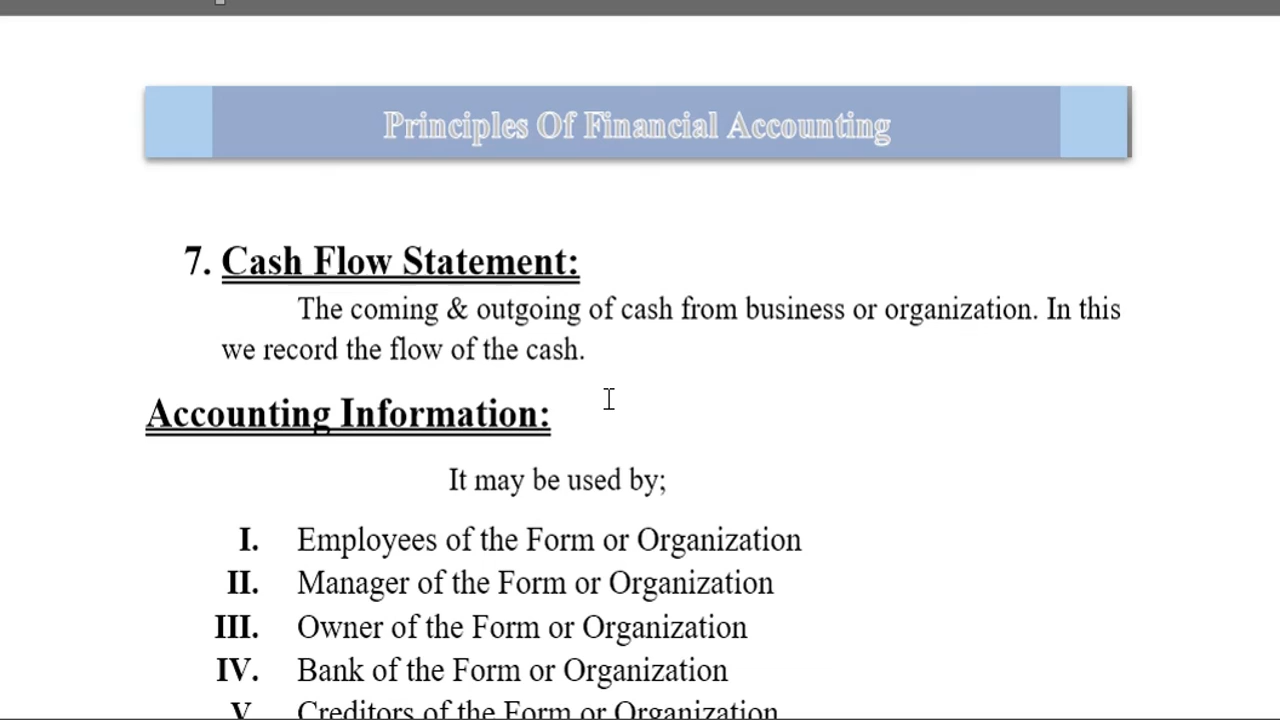 Principles Of Financial Accounting
7. Cash Flow Statement:
The coming & outgoing of cash from business or organization. In this
we record the flow of the cash.
Accounting Information:
It may be used by;
I. Employees of the Form or Organization
II. Manager of the Form or Organization
III. Owner of the Form or Organization
IV. Bank of the Form or Organization
V. Creditors of the Form or Organization